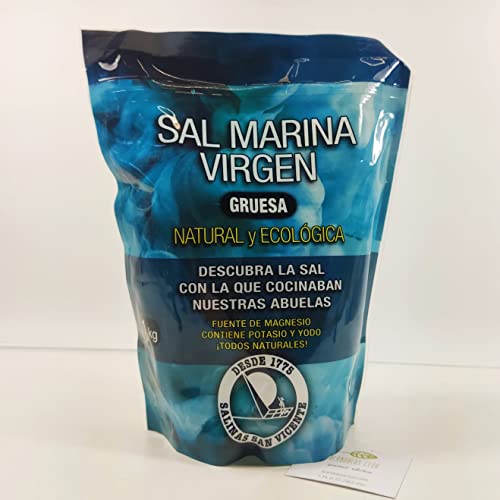 SAL MARINA
VIRGEN
GRUESA
NATURAL y ECOLÓGICA
DESCUBRA LA SAL
CON LA QUE COCINABAN
NUESTRAS ABUELAS
FUENTE DE MAGNESIO
CONTIENE POTASIO Y YODO
¡TODOS NATURALES!
kg
DESDE 1775
SALINAS SAN VICENTE